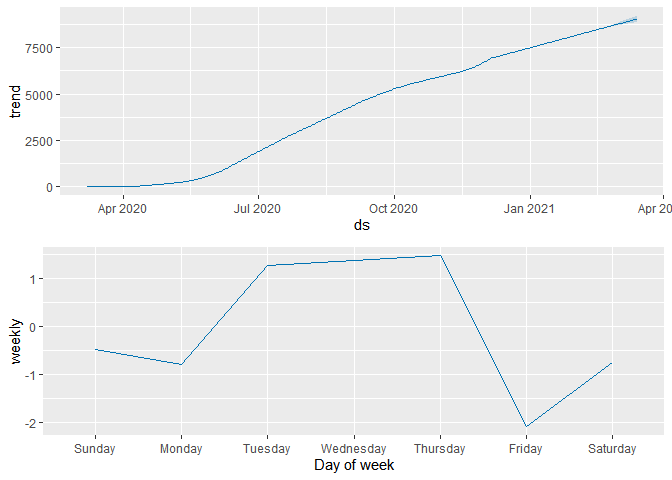 7500
5000
2500
0
trend
Apr 2020
Jul 2020
Oct 2020
Jan 2021
Apr 20
ds
1
0
-1
-2
weekly
Sunday
Monday
Tuesday
Wednesday
Thursday
Friday
Saturday
Day of week